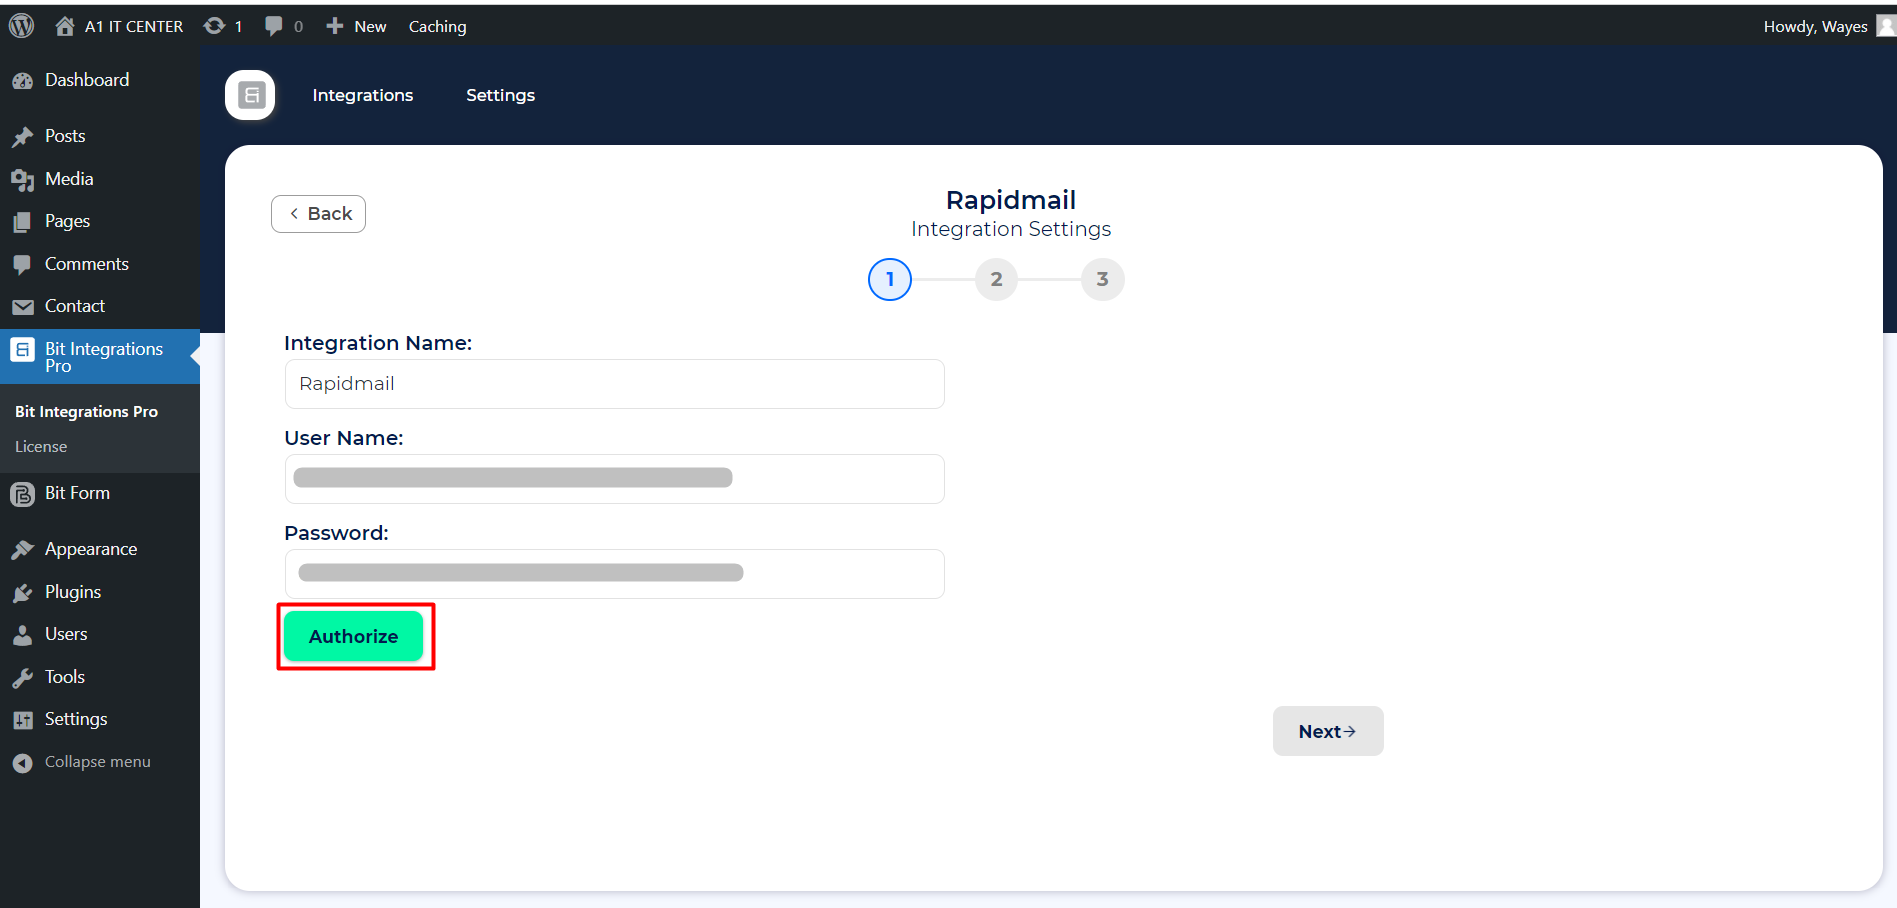 A1 IT CENTER 1 0 New Caching Howdy, Wayes
Dashboard
Posts
Media
Pages
Comments
Contact
Bit Integrations
Pro
Bit Integrations Pro
License
Bit Form
Appearance
Plugins
Users
Tools
Settings
Collapse menu
Integrations Settings
Back
Rapidmail
Integration Settings
1 2 3
Integration Name:
Rapidmail
User Name:
Password:
Authorize
Next→